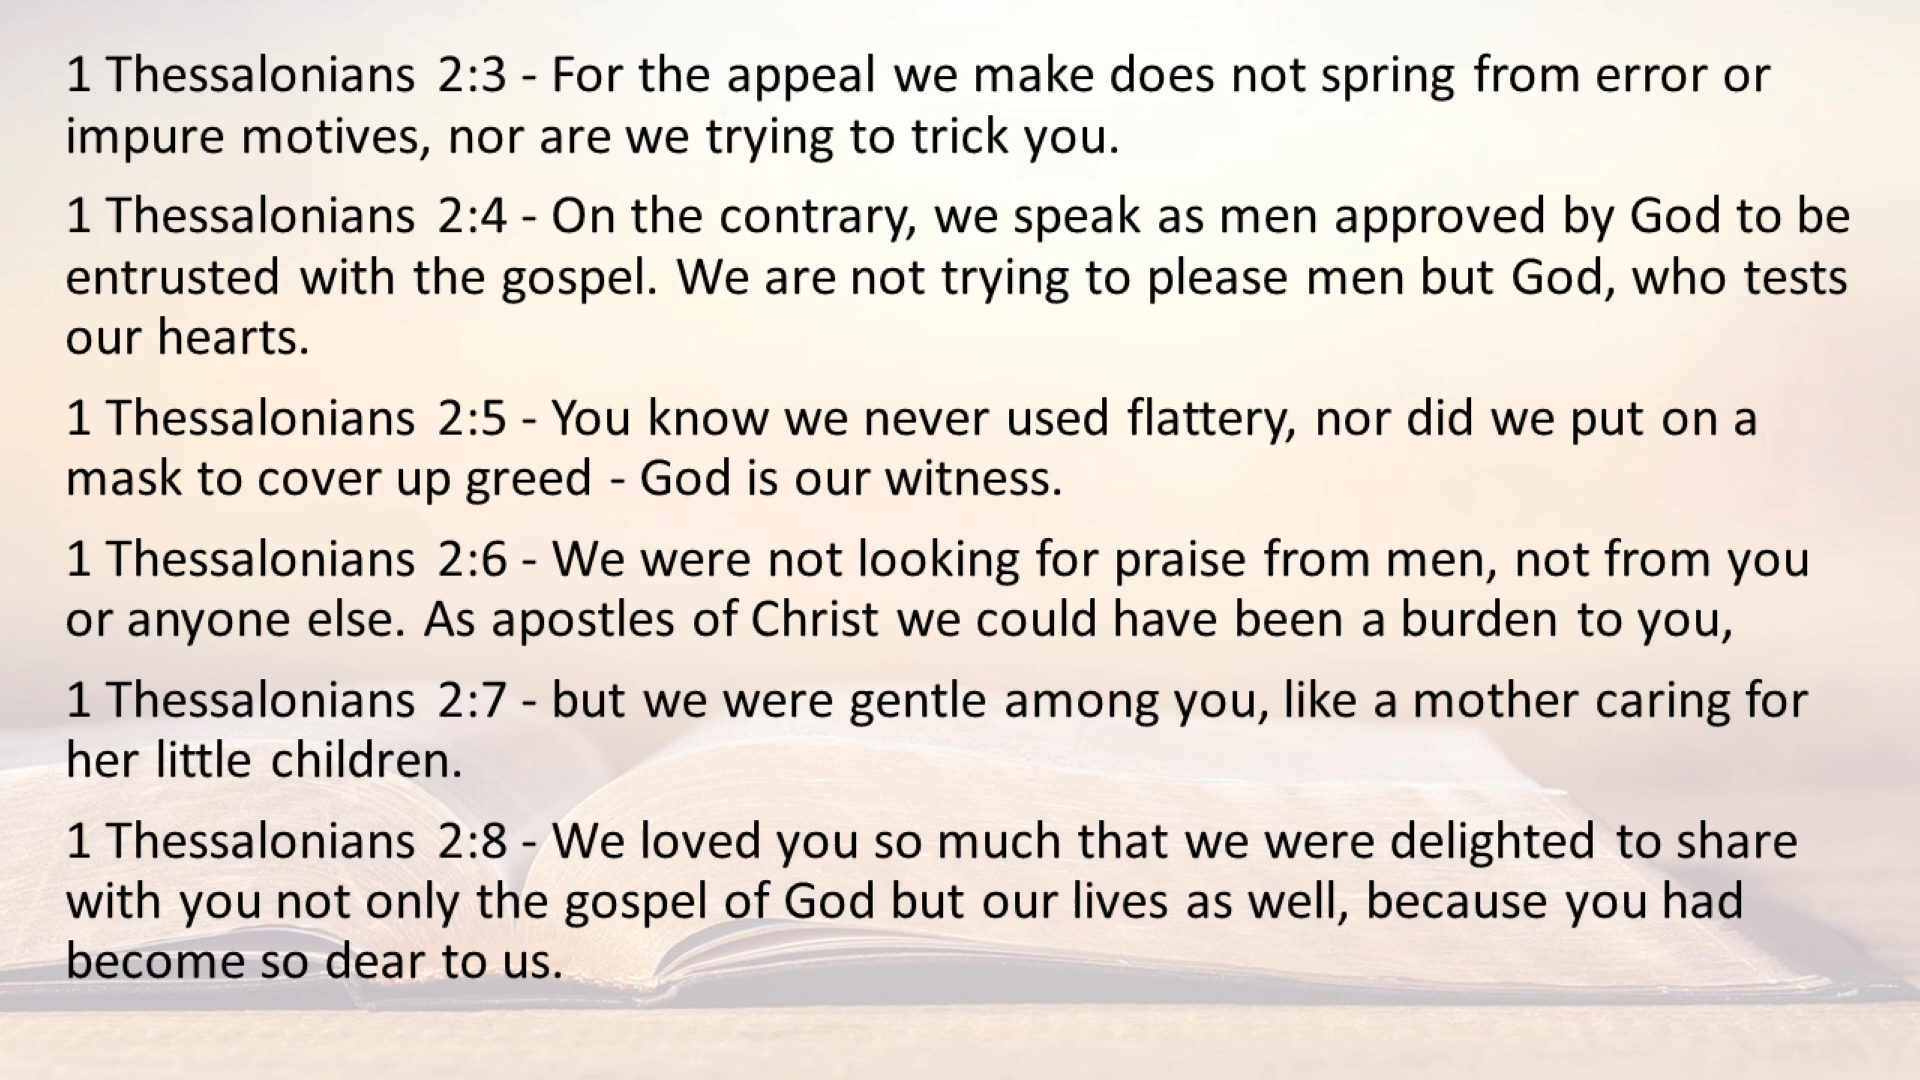 1 Thessalonians 2:3 - For the appeal we make does not spring from error or
impure motives, nor are we trying to trick you.
1 Thessalonians 2:4 - On the contrary, we speak as men approved by God to be
entrusted with the gospel. We are not trying to please men but God, who tests
our hearts.
1 Thessalonians 2:5 - You know we never used flattery, nor did we put on a
mask to cover up greed - God is our witness.
1 Thessalonians 2:6 - We were not looking for praise from men, not from you
or anyone else. As apostles of Christ we could have been a burden to you,
1 Thessalonians 2:7 - but we were gentle among you, like a mother caring for
her little children.
1 Thessalonians 2:8 - We loved you so much that we were delighted to share
with you not only the gospel of God but our lives as well, because you had
become so dear to us.